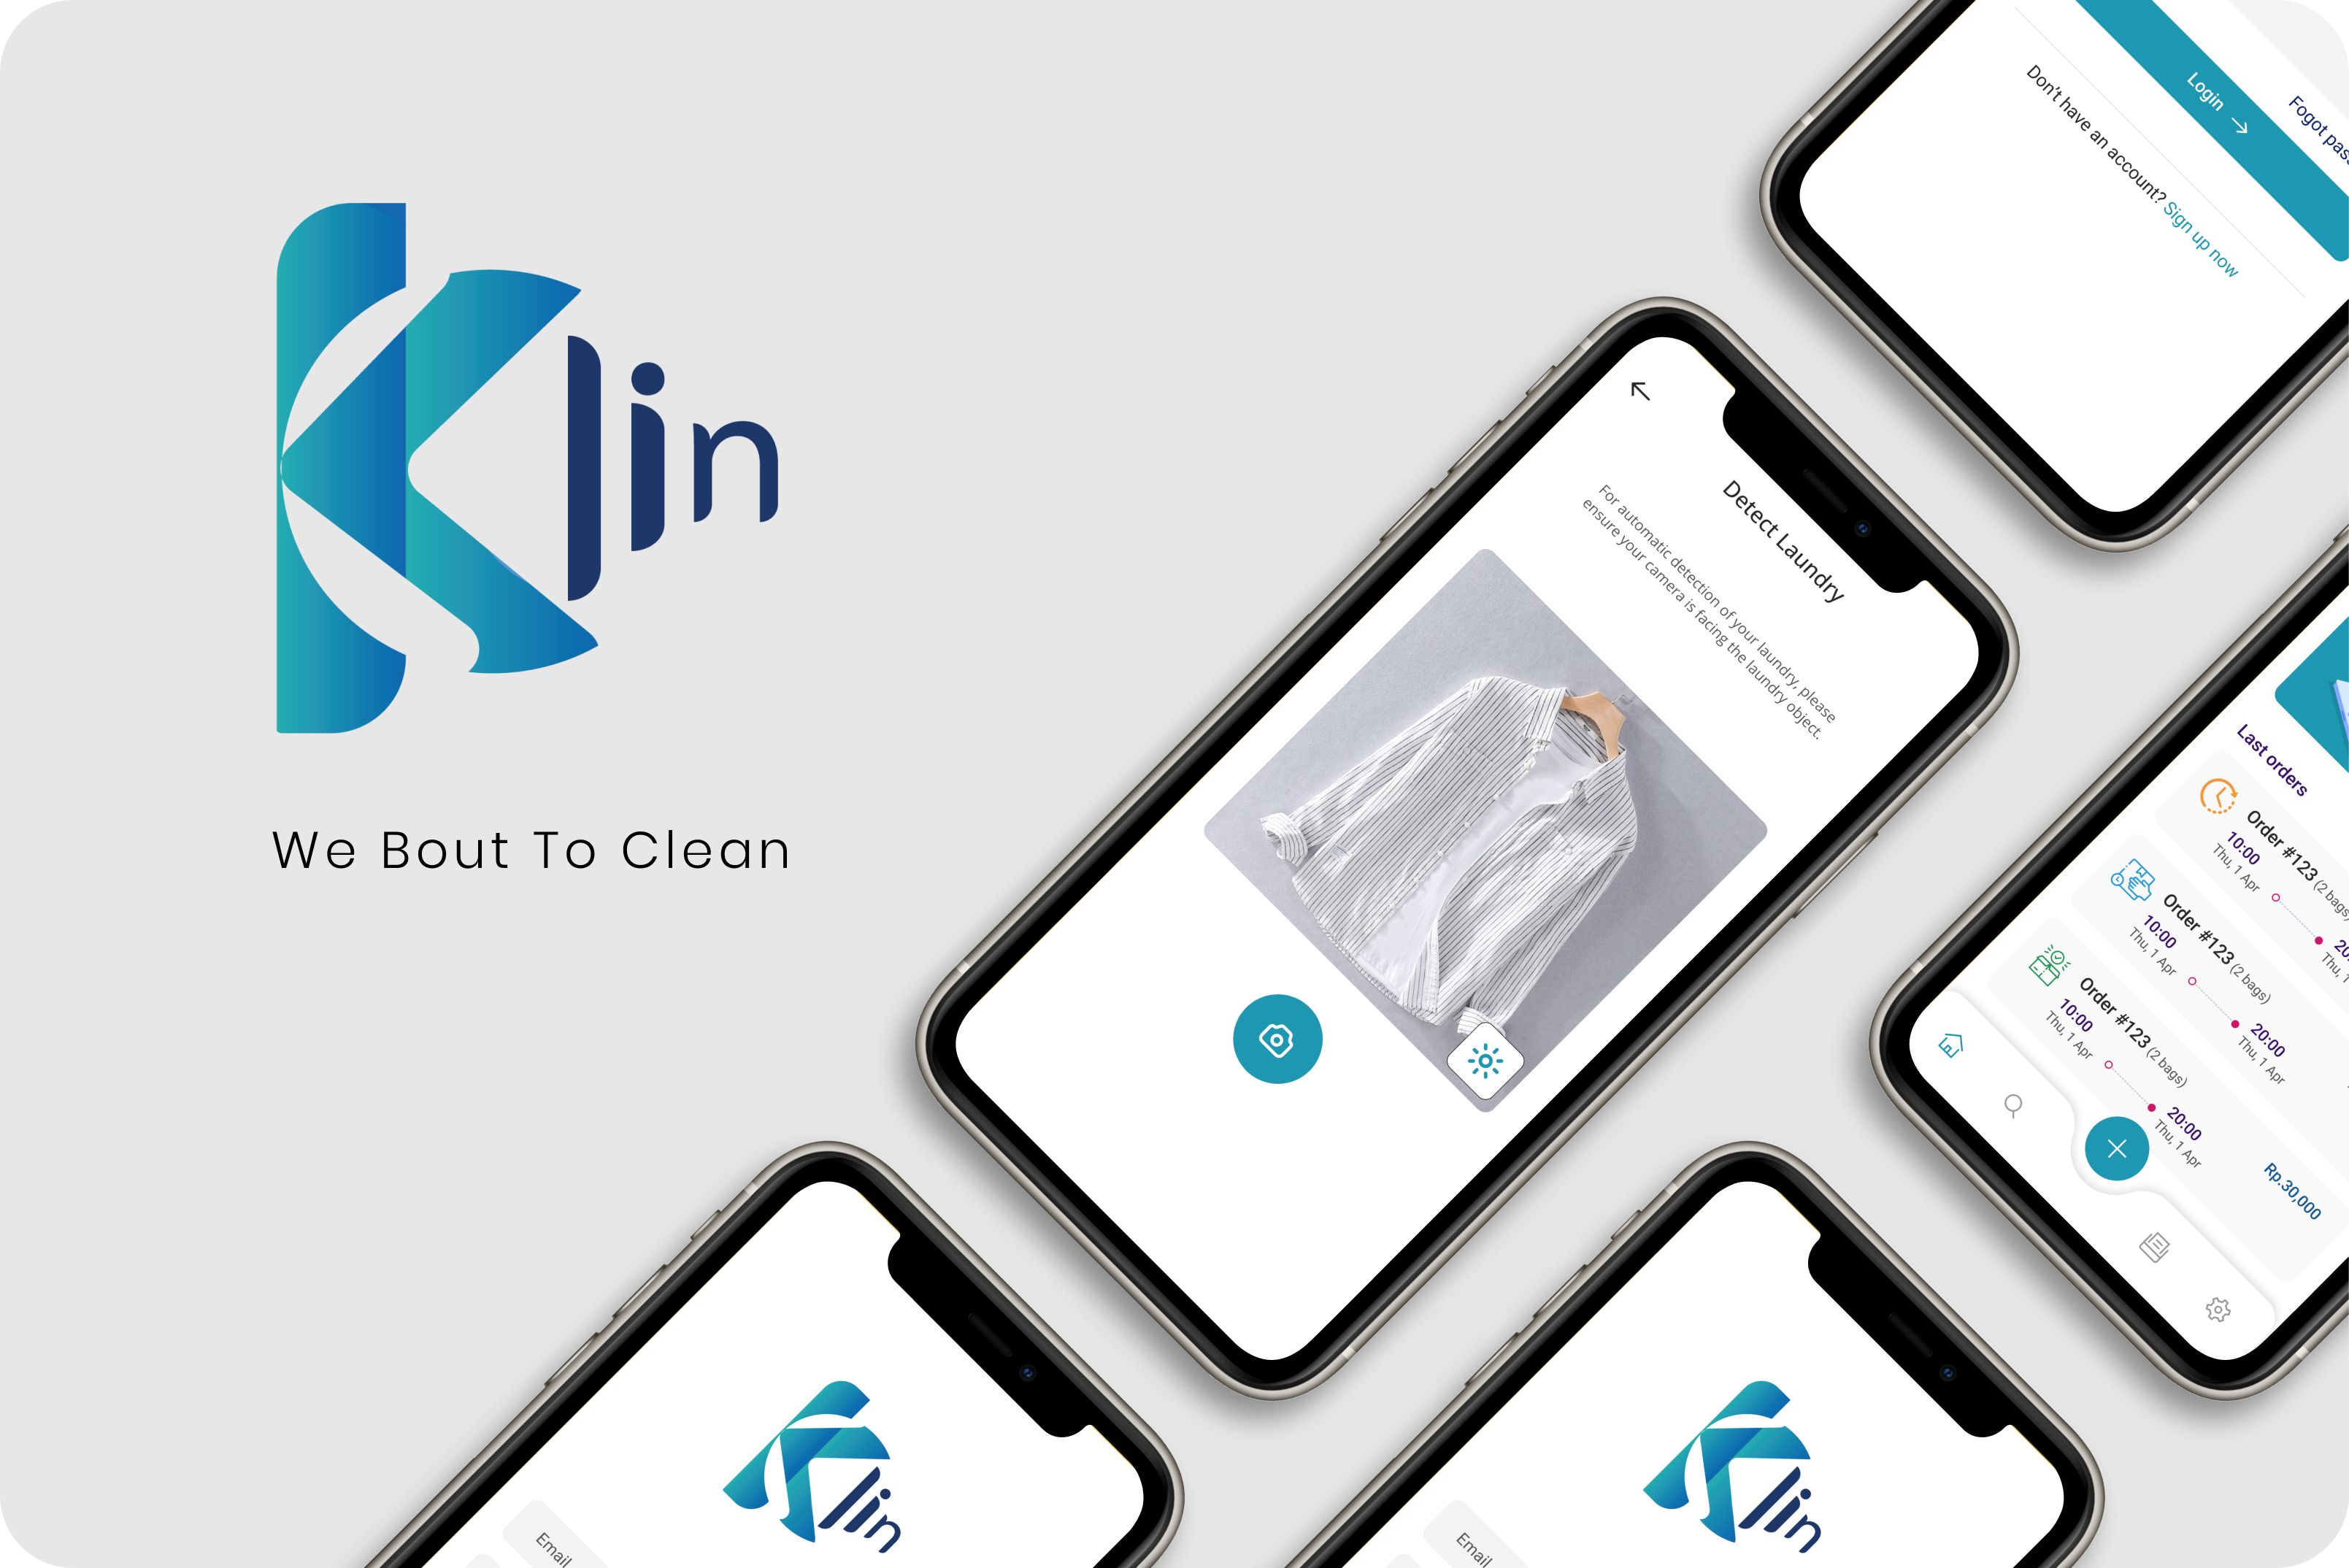 Klin
We Bout To Clean
Login
Don't have an account? Sign up now
Detect Laundry
For automatic detection of your laundry, please
ensure your camera is facing the laundry object.
Last orders
Order #123 (2 bags)
10:00
Thu, 1 Apr
Order #123 (2 bags)
10:00
20:00
Thu, 1 Apr
Thu, 1 Apr
Order #123 (2 bags)
10:00
20:00
Thu, 1 Apr
Thu, 1 Apr
Rp.30,000
Klin
Email
Klin
Email
Fogot